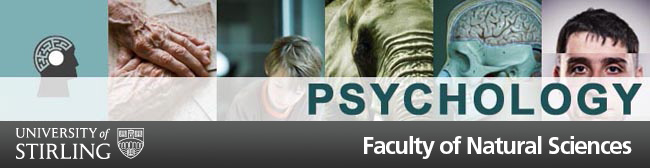 PSYCHOLOGY
UNIVERSITY of
STIRLING
Faculty of Natural Sciences